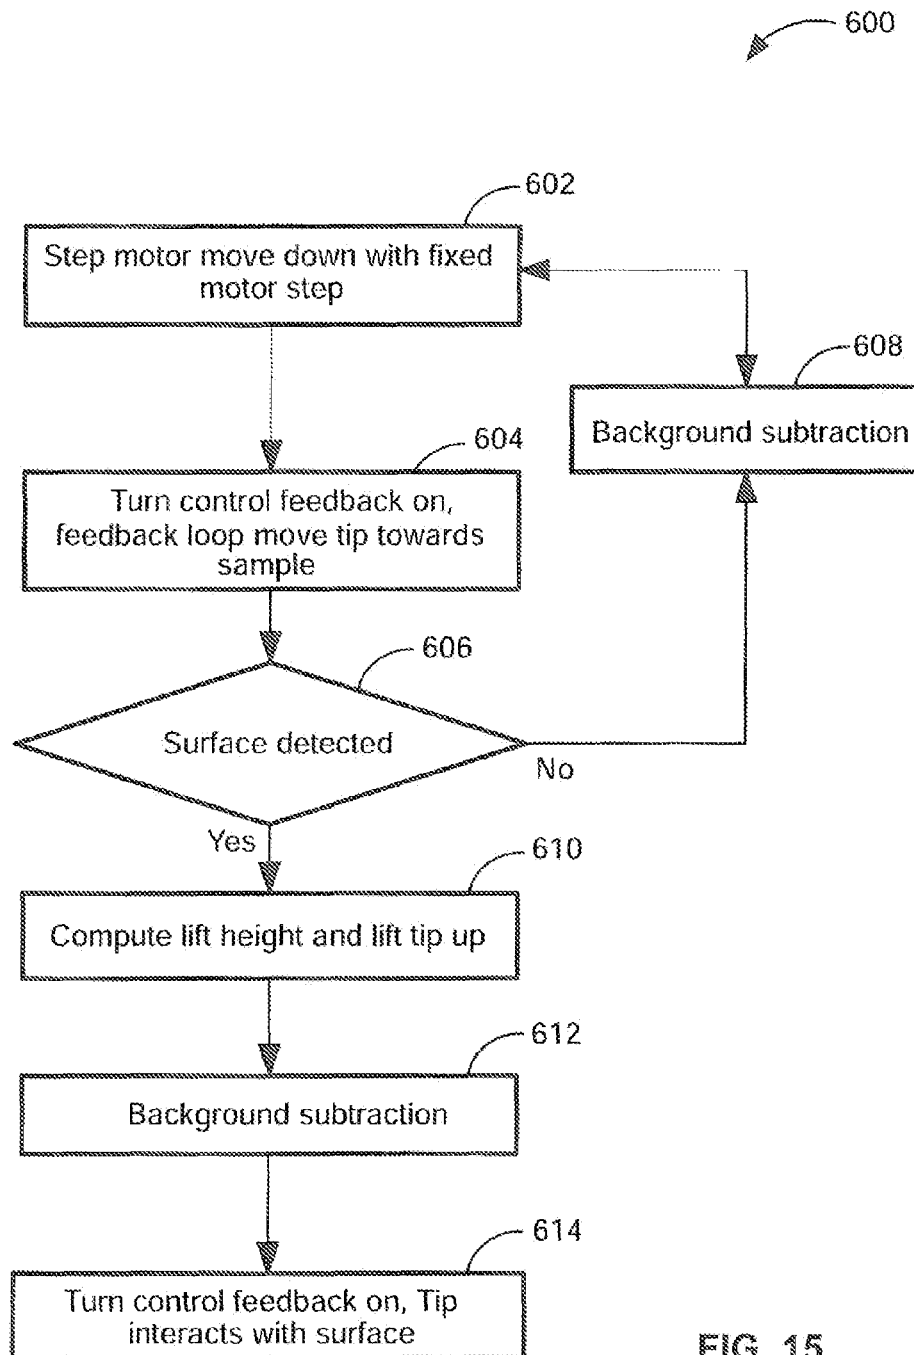 600
602
Step motor move down with fixed
motor step
608
Background subtraction
604
Turn control feedback on,
feedback loop move tip towards
sample
606
Surface detected
No
Yes
610
Compute lift height and lift tip up
612
Background subtraction
614
Turn control feedback on, Tip
interacts with surface
FIG. 15